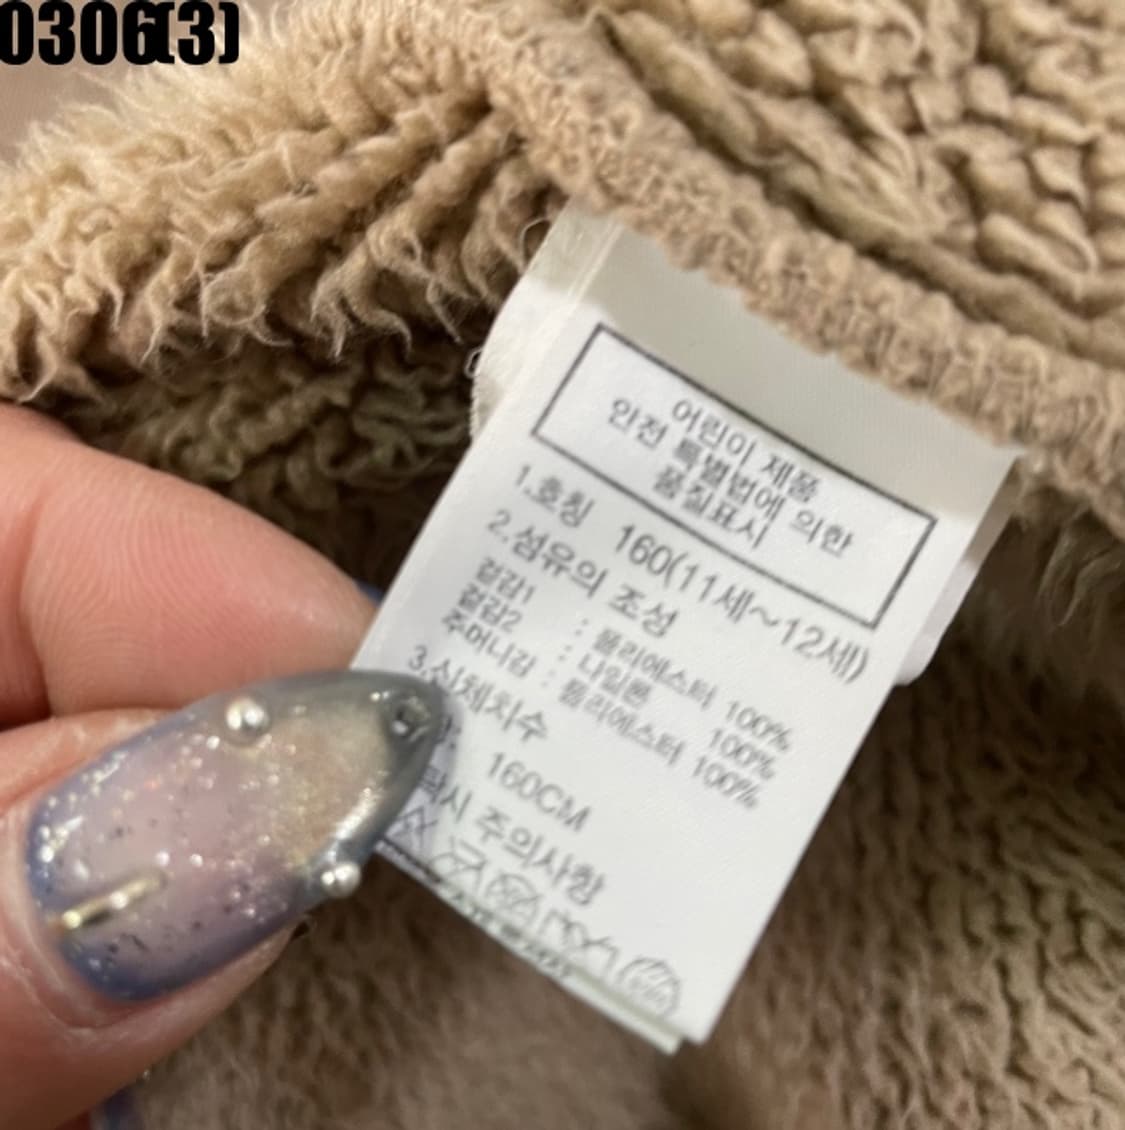 0306(3)
어린이 제품
안전 특별법에 의한
품질표시
1.호칭 160(11세~12세)
2.섬유의 조성
겉감1 : 폴리에스터 100%
겉감2 : 나일론 100%
주머니감 : 폴리에스터 100%
3.신체치수
160CM
주의사항